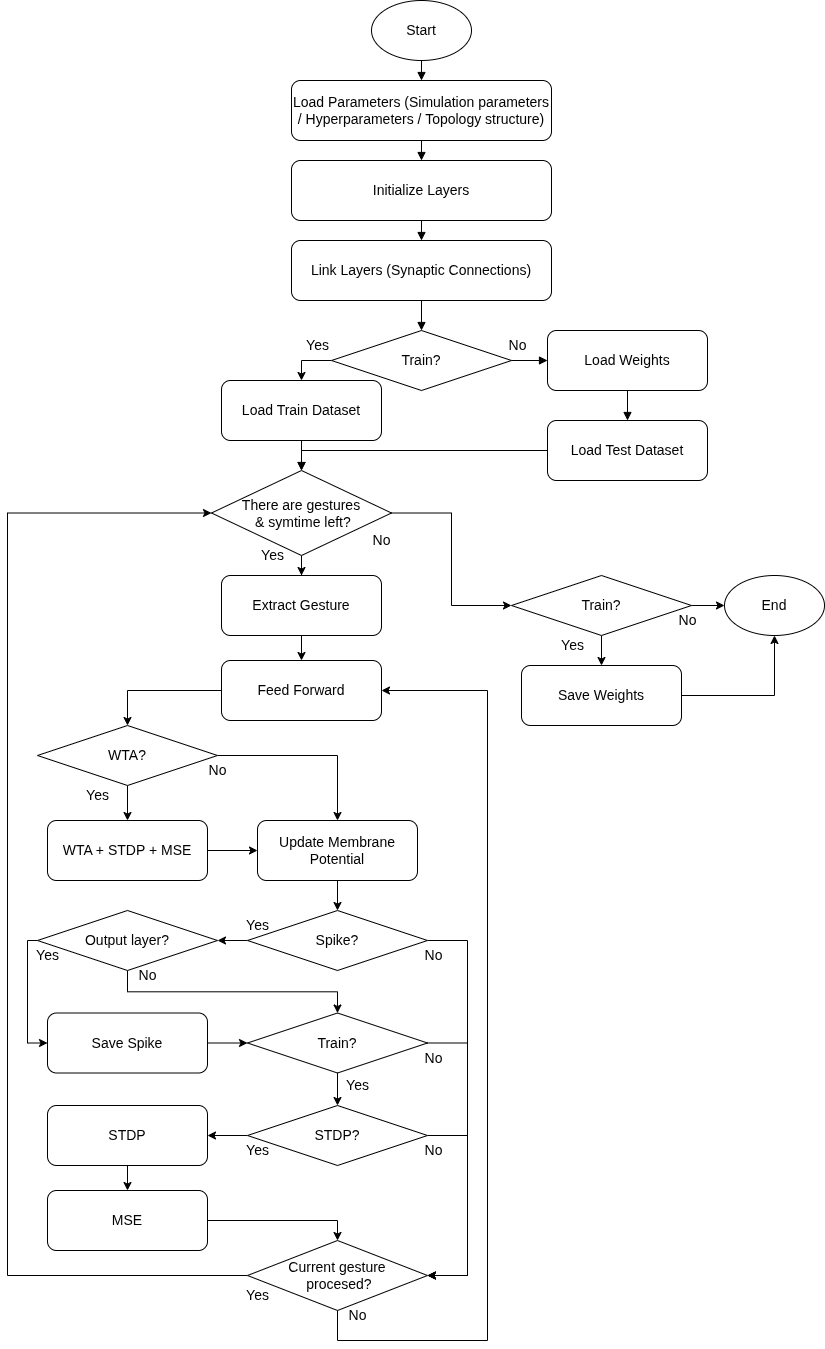 Start
Load Parameters (Simulation parameters
/ Hyperparameters / Topology structure)
Initialize Layers
Link Layers (Synaptic Connections)
Yes
Train?
No
Load Weights
Load Train Dataset
Load Test Dataset
There are gestures
& symtime left?
No
Yes
Extract Gesture
Train?
No
End
Yes
Feed Forward
Save Weights
WTA?
No
Yes
WTA + STDP + MSE
Update Membrane
Potential
Output layer?
Yes
Spike?
Yes
No
No
Save Spike
Train?
No
Yes
STDP
STDP?
Yes
No
MSE
Current gesture
procesed?
Yes
No